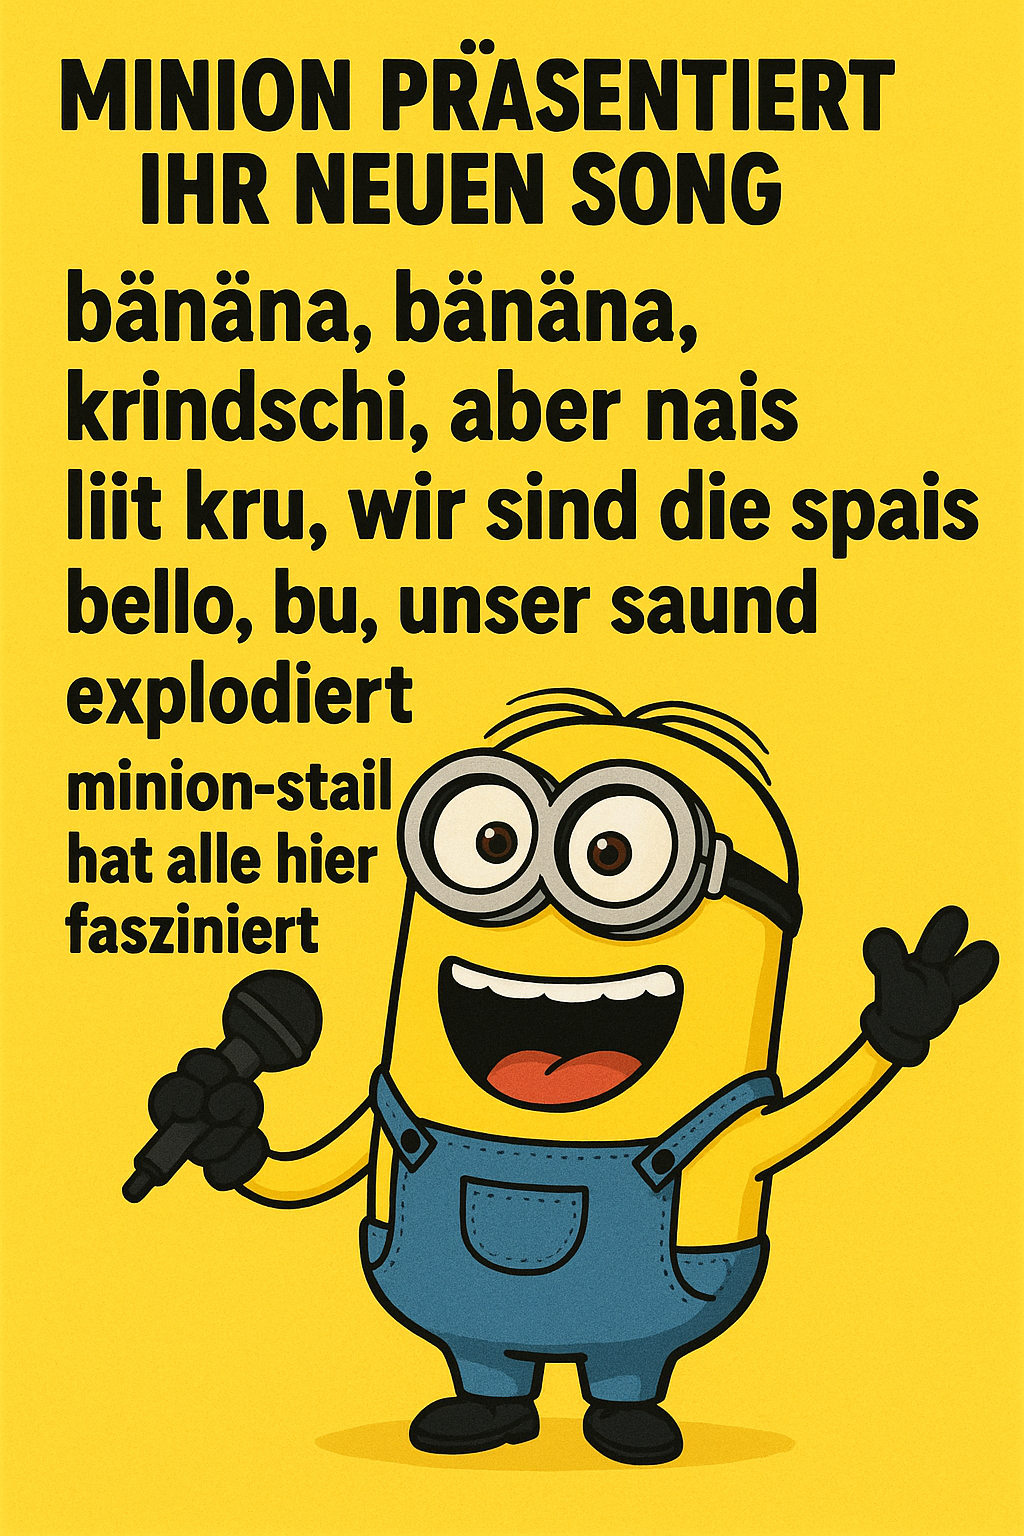 MINION PRÄSENTIERT
IHR NEUEN SONG
bänäna, bänäna,
krindschi, aber nais
liit kru, wir sind die spais
bello, bu, unser saund
explodiert
minion-stail
hat alle hier
fasziniert